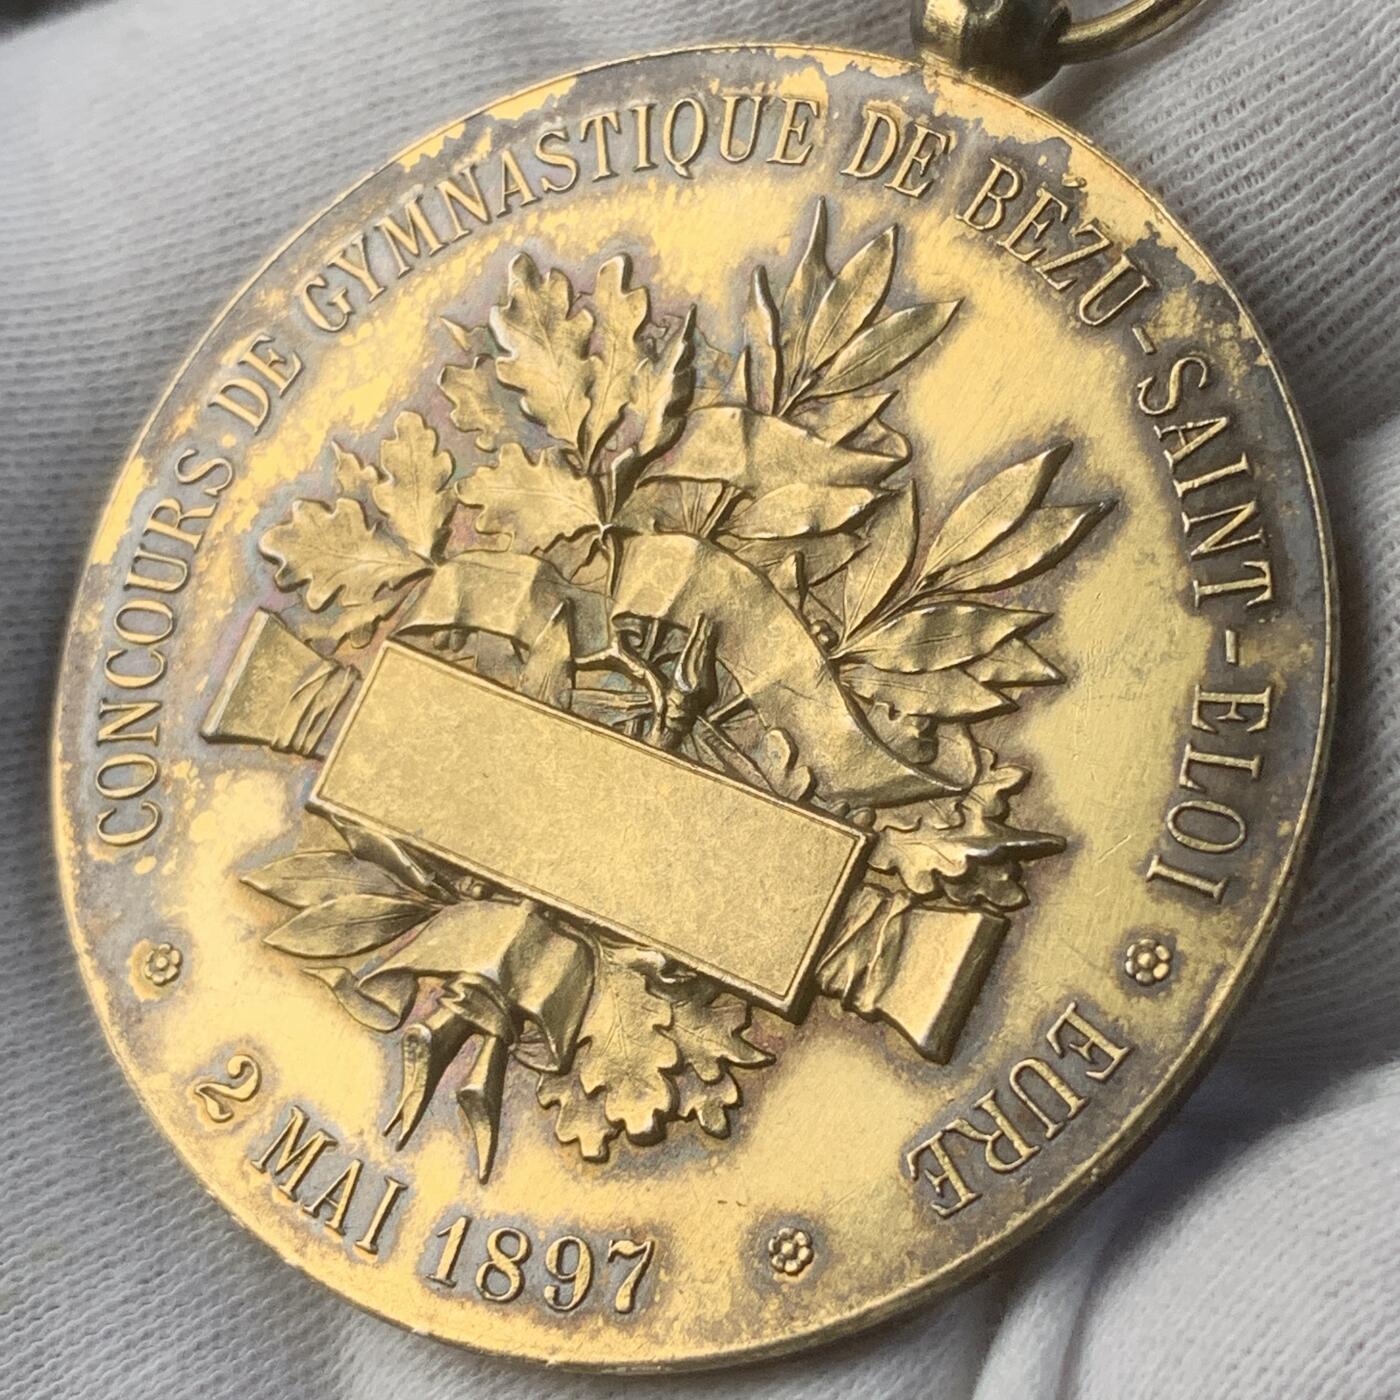 CONCOURS DE GYMNASTIQUE DE BÉZU-SAINT-ELOI
EURE
2 MAI 1897